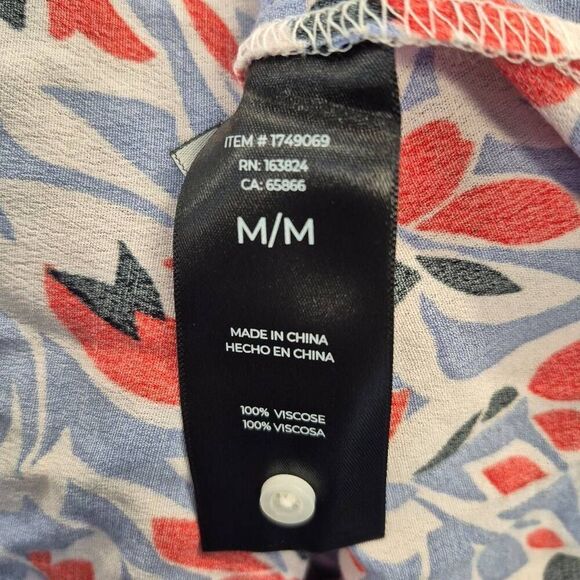 ITEM # 1749069
RN: 163824
CA: 65866
M/M
MADE IN CHINA
HECHO EN CHINA
100% VISCOSE
100% VISCOSA